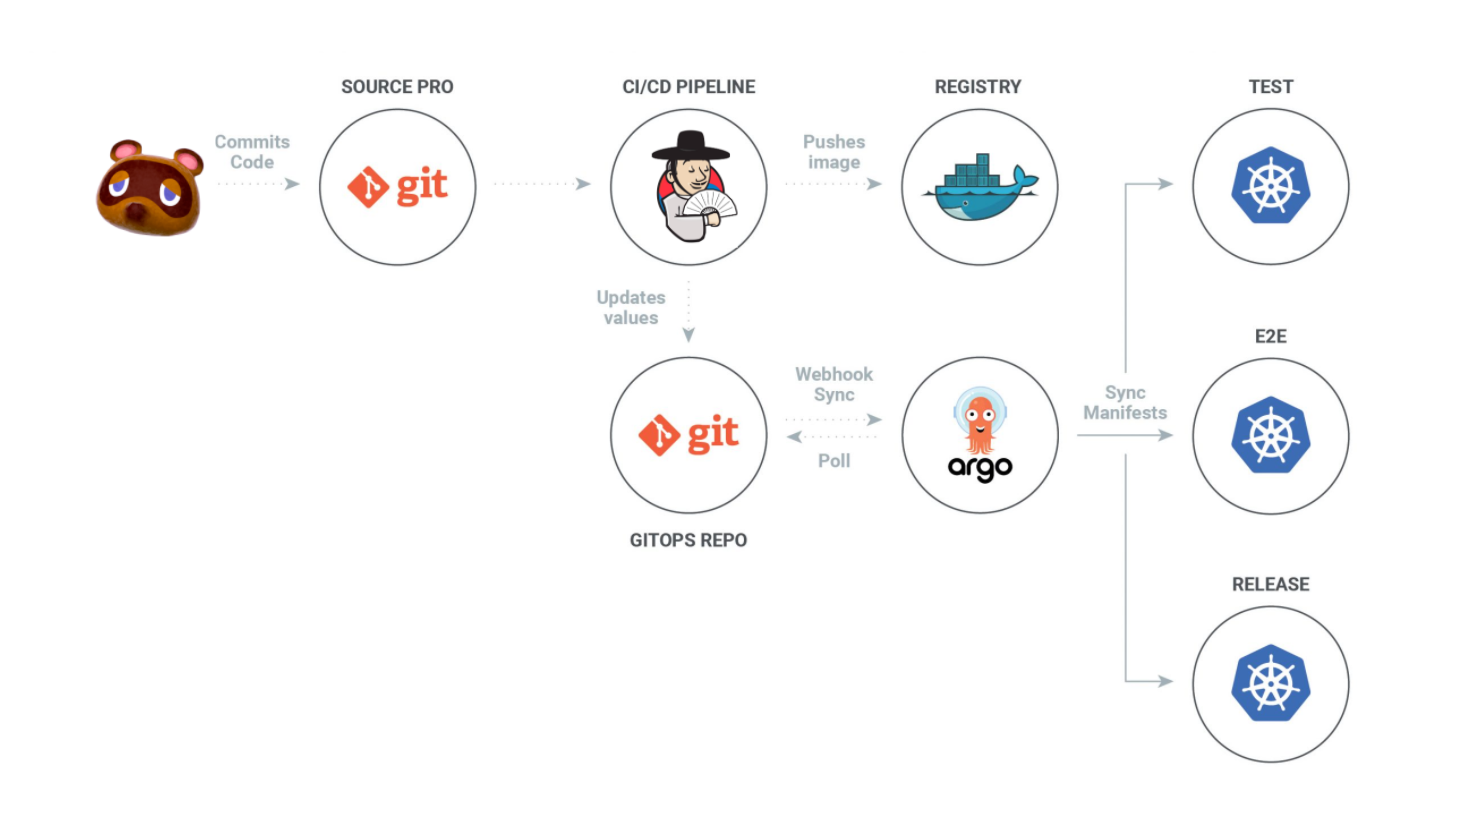 SOURCE PRO
CI/CD PIPELINE
REGISTRY
TEST
Commits
Code
git
Pushes
image
Updates
values
E2E
git
Webhook
Sync
Poll
argo
Sync
Manifests
GITOPS REPO
RELEASE